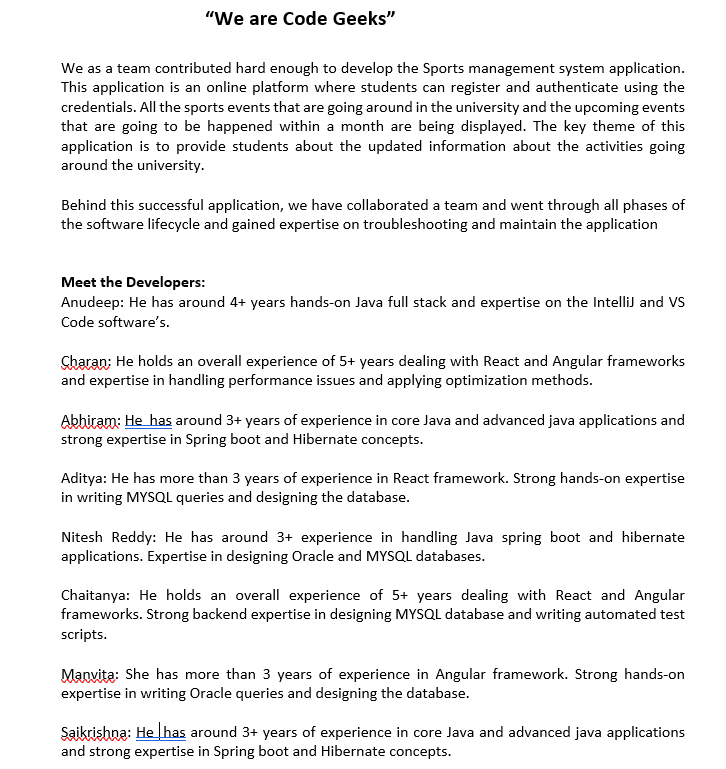 “We are Code Geeks”
We as a team contributed hard enough to develop the Sports management system application.
This application is an online platform where students can register and authenticate using the
credentials. All the sports events that are going around in the university and the upcoming events
that are going to be happened within a month are being displayed. The key theme of this
application is to provide students about the updated information about the activities going
around the university.
Behind this successful application, we have collaborated a team and went through all phases of
the software lifecycle and gained expertise on troubleshooting and maintain the application
Meet the Developers:
Anudeep: He has around 4+ years hands-on Java full stack and expertise on the IntelliJ and VS
Code software’s.
Charan: He holds an overall experience of 5+ years dealing with React and Angular frameworks
and expertise in handling performance issues and applying optimization methods.
Abhiram: He  has around 3+ years of experience in core Java and advanced java applications and
strong expertise in Spring boot and Hibernate concepts.
Aditya: He has more than 3 years of experience in React framework. Strong hands-on expertise
in writing MYSQL queries and designing the database.
Nitesh Reddy: He has around 3+ experience in handling Java spring boot and hibernate
applications. Expertise in designing Oracle and MYSQL databases.
Chaitanya: He holds an overall experience of 5+ years dealing with React and Angular
frameworks. Strong backend expertise in designing MYSQL database and writing automated test
scripts.
Manvita: She has more than 3 years of experience in Angular framework. Strong hands-on
expertise in writing Oracle queries and designing the database.
Saikrishna: He  has around 3+ years of experience in core Java and advanced java applications
and strong expertise in Spring boot and Hibernate concepts.